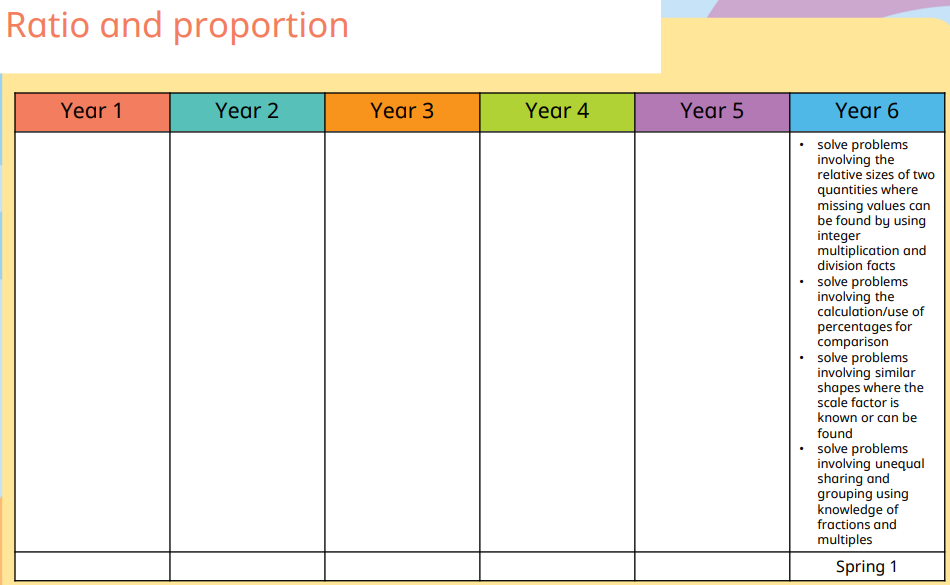 Ratio and proportion
Year 1 Year 2 Year 3 Year 4 Year 5 Year 6
• solve problems
involving the
relative sizes of two
quantities where
missing values can
be found by using
integer
multiplication and
division facts
• solve problems
involving the
calculation/use of
percentages for
comparison
• solve problems
involving similar
shapes where the
scale factor is
known or can be
found
• solve problems
involving unequal
sharing and
grouping using
knowledge of
fractions and
multiples
Spring 1